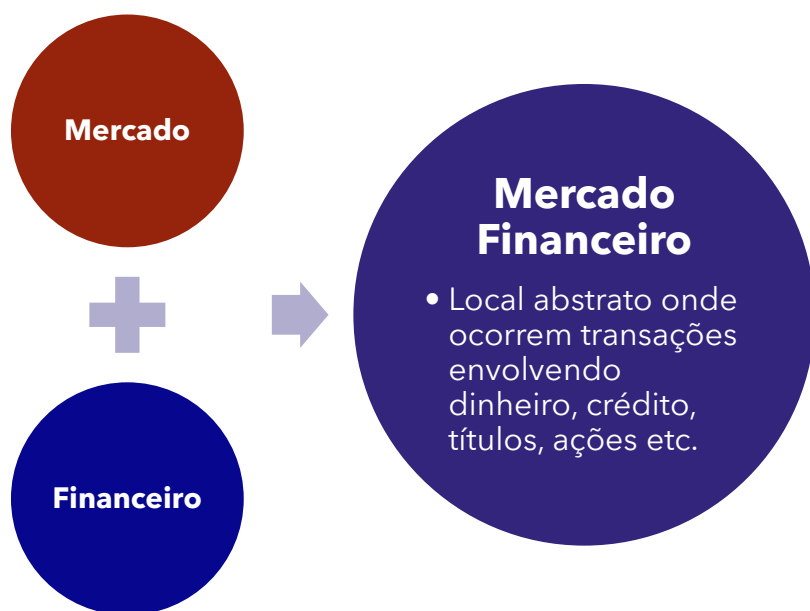 Mercado
Financeiro
Mercado
Financeiro
• Local abstrato onde
ocorrem transações
envolvendo
dinheiro, crédito,
títulos, ações etc.